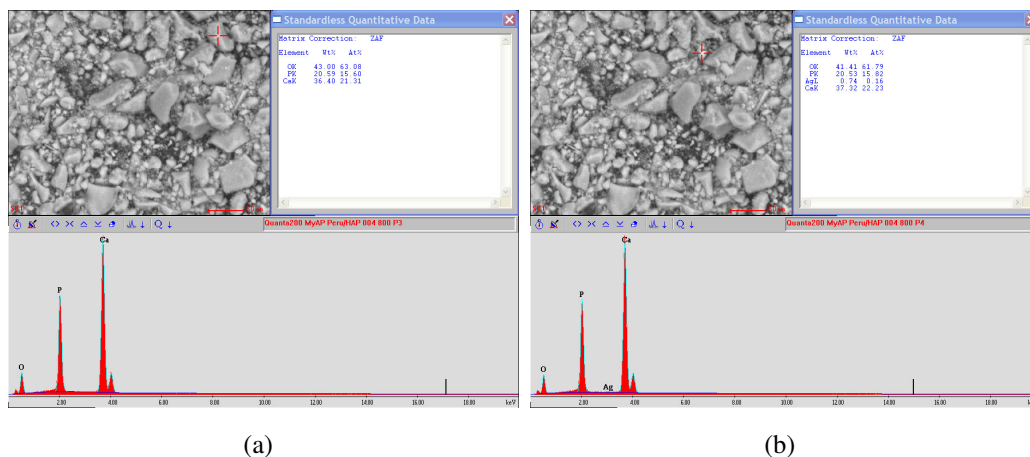 Standardless Quantitative Data
Matrix Correction: ZAF
Element Wt% At%
OK 43.00 63.08
PK 20.59 15.60
CaK 36.40 21.31
Quanta200 MyAP Peru/HAP 004 800 P3
Ca
P
O
2.00 4.00 6.00 8.00 10.00 12.00 14.00 16.00 18.00 keV
(a)
Standardless Quantitative Data
Matrix Correction: ZAF
Element Wt% At%
OK 41.41 61.79
PK 20.53 15.82
AgL 0.74 0.16
CaK 37.32 22.23
Quanta200 MyAP Peru/HAP 004 800 P4
Ca
P
O
Ag
2.00 4.00 6.00 8.00 10.00 12.00 14.00 16.00 18.00
(b)